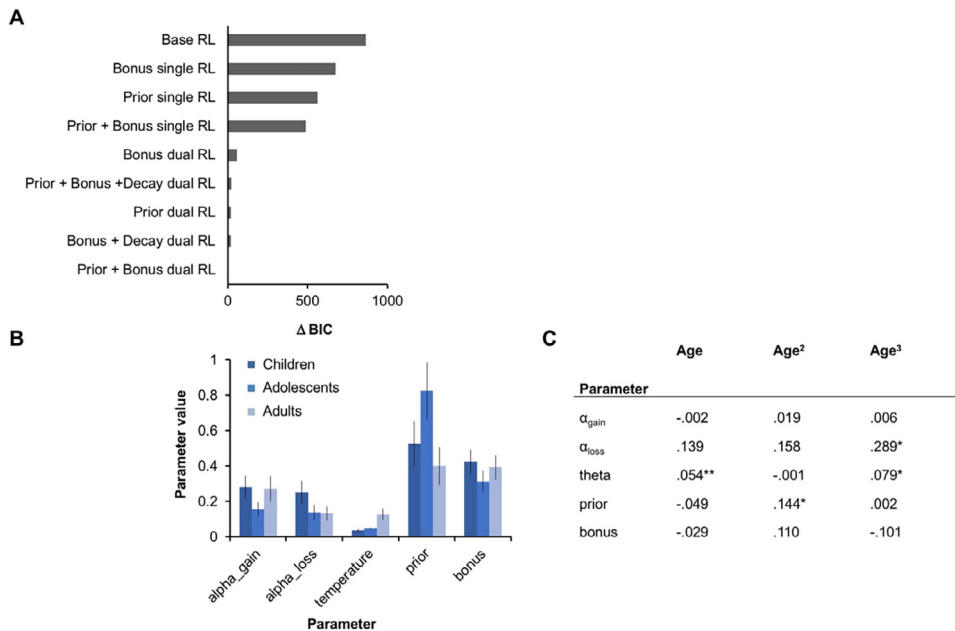 A
Base RL
Bonus single RL
Prior single RL
Prior + Bonus single RL
Bonus dual RL
Prior + Bonus +Decay dual RL
Prior dual RL
Bonus + Decay dual RL
Prior + Bonus dual RL
0 500 1000
Δ BIC
B
Children
Adolescents
Adults
Parameter value
1
0.8
0.6
0.4
0.2
0
alpha_gain
alpha_loss
temperature
prior
bonus
Parameter
C
Age Age² Age³
Parameter
αgain -.002 .019 .006
αloss .139 .158 .289*
theta .054** -.001 .079*
prior -.049 .144* .002
bonus -.029 .110 -.101